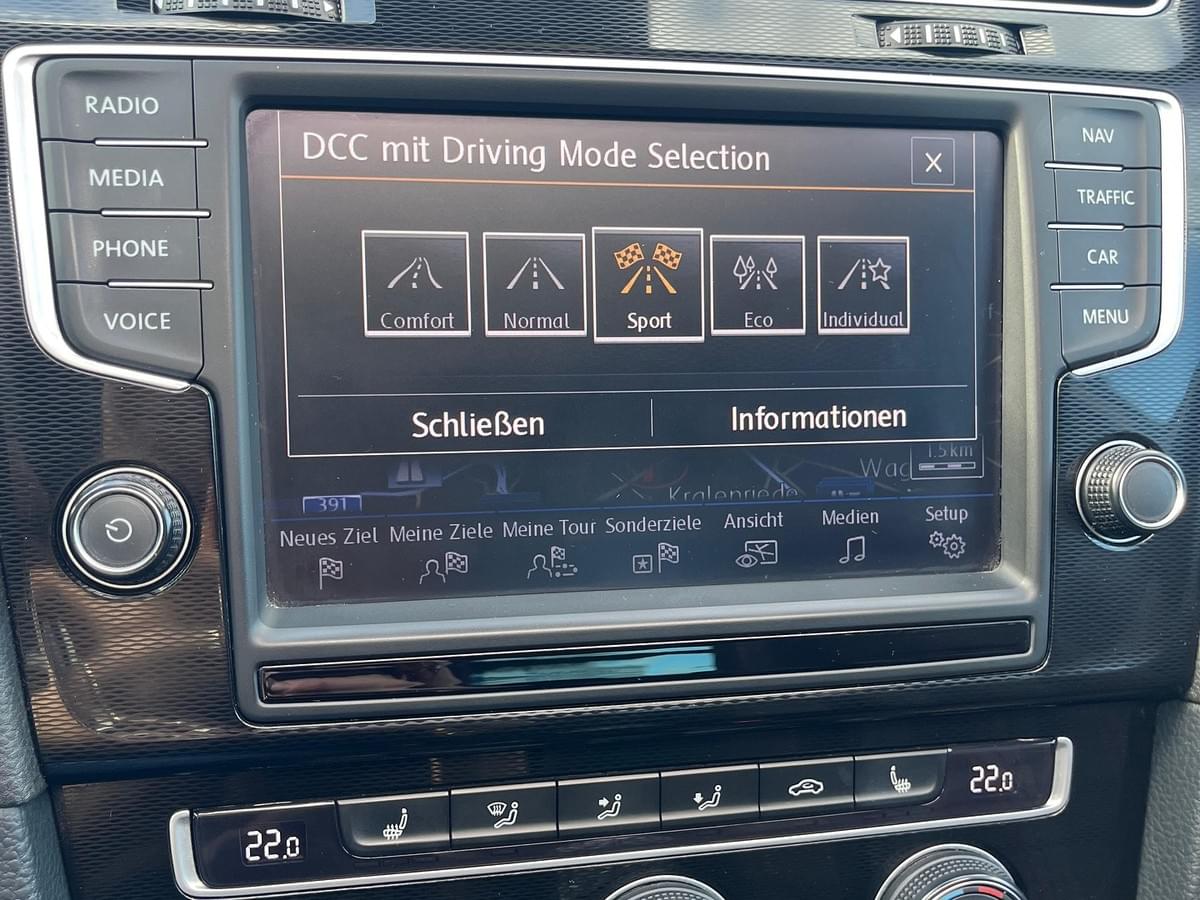 RADIO
MEDIA
PHONE
VOICE
DCC mit Driving Mode Selection
X
Comfort
Normal
Sport
Eco
Individual
Schließen
Informationen
NAV
TRAFFIC
CAR
MENU
Wag
1.5 km
391
Kralenriede
Neues Ziel
Meine Ziele
Meine Tour
Sonderziele
Ansicht
Medien
Setup
22.0
22.0